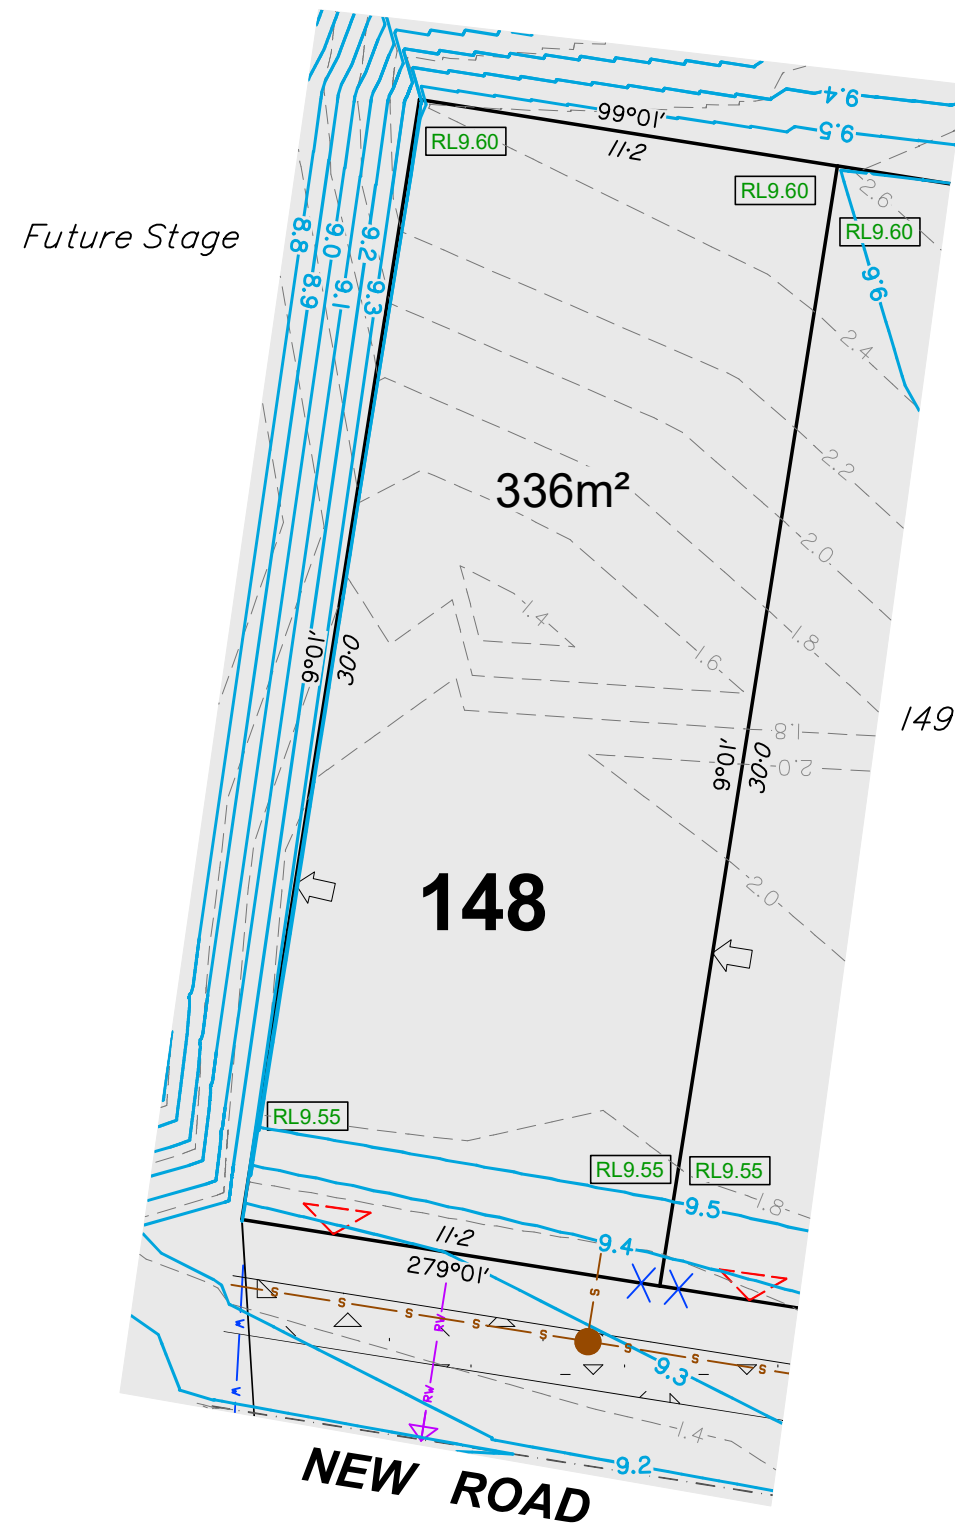 9.4
99°01'
9.5
RL9.60
11·2
RL9.60
2.6
RL9.60
Future Stage
8.8
9.0
9.2
8.9
9.1
9.3
9.6
2.4
2.2
336m²
2.0
1.4
1.8
1.6
9°01'
30·0
149
1.8
9°01'
30·0
2.0
148
2.0
RL9.55
RL9.55
RL9.55
1.8
9.5
11·2
9.4
279°01'
S
S
S
S
S
S
S
S
S
W
RW
9.3
W
RW
1.4
9.2
NEW ROAD